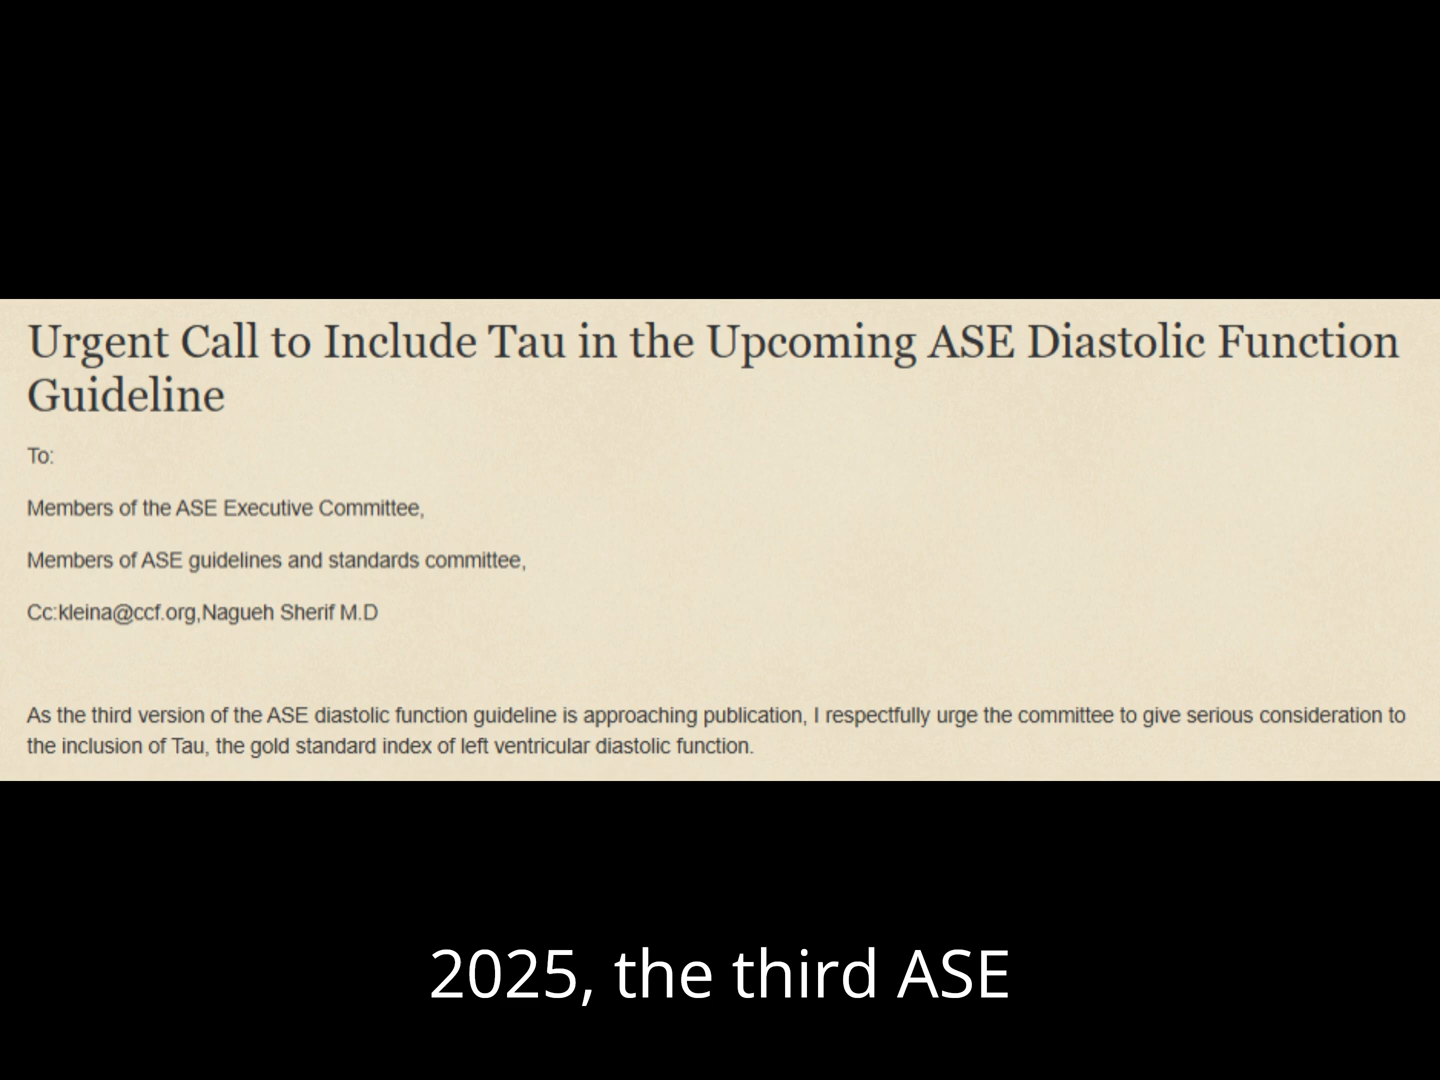 Urgent Call to Include Tau in the Upcoming ASE Diastolic Function
Guideline
To:
Members of the ASE Executive Committee,
Members of ASE guidelines and standards committee,
Cc:kleina@ccf.org,Nagueh Sherif M.D
As the third version of the ASE diastolic function guideline is approaching publication, I respectfully urge the committee to give serious consideration to
the inclusion of Tau, the gold standard index of left ventricular diastolic function.
2025, the third ASE